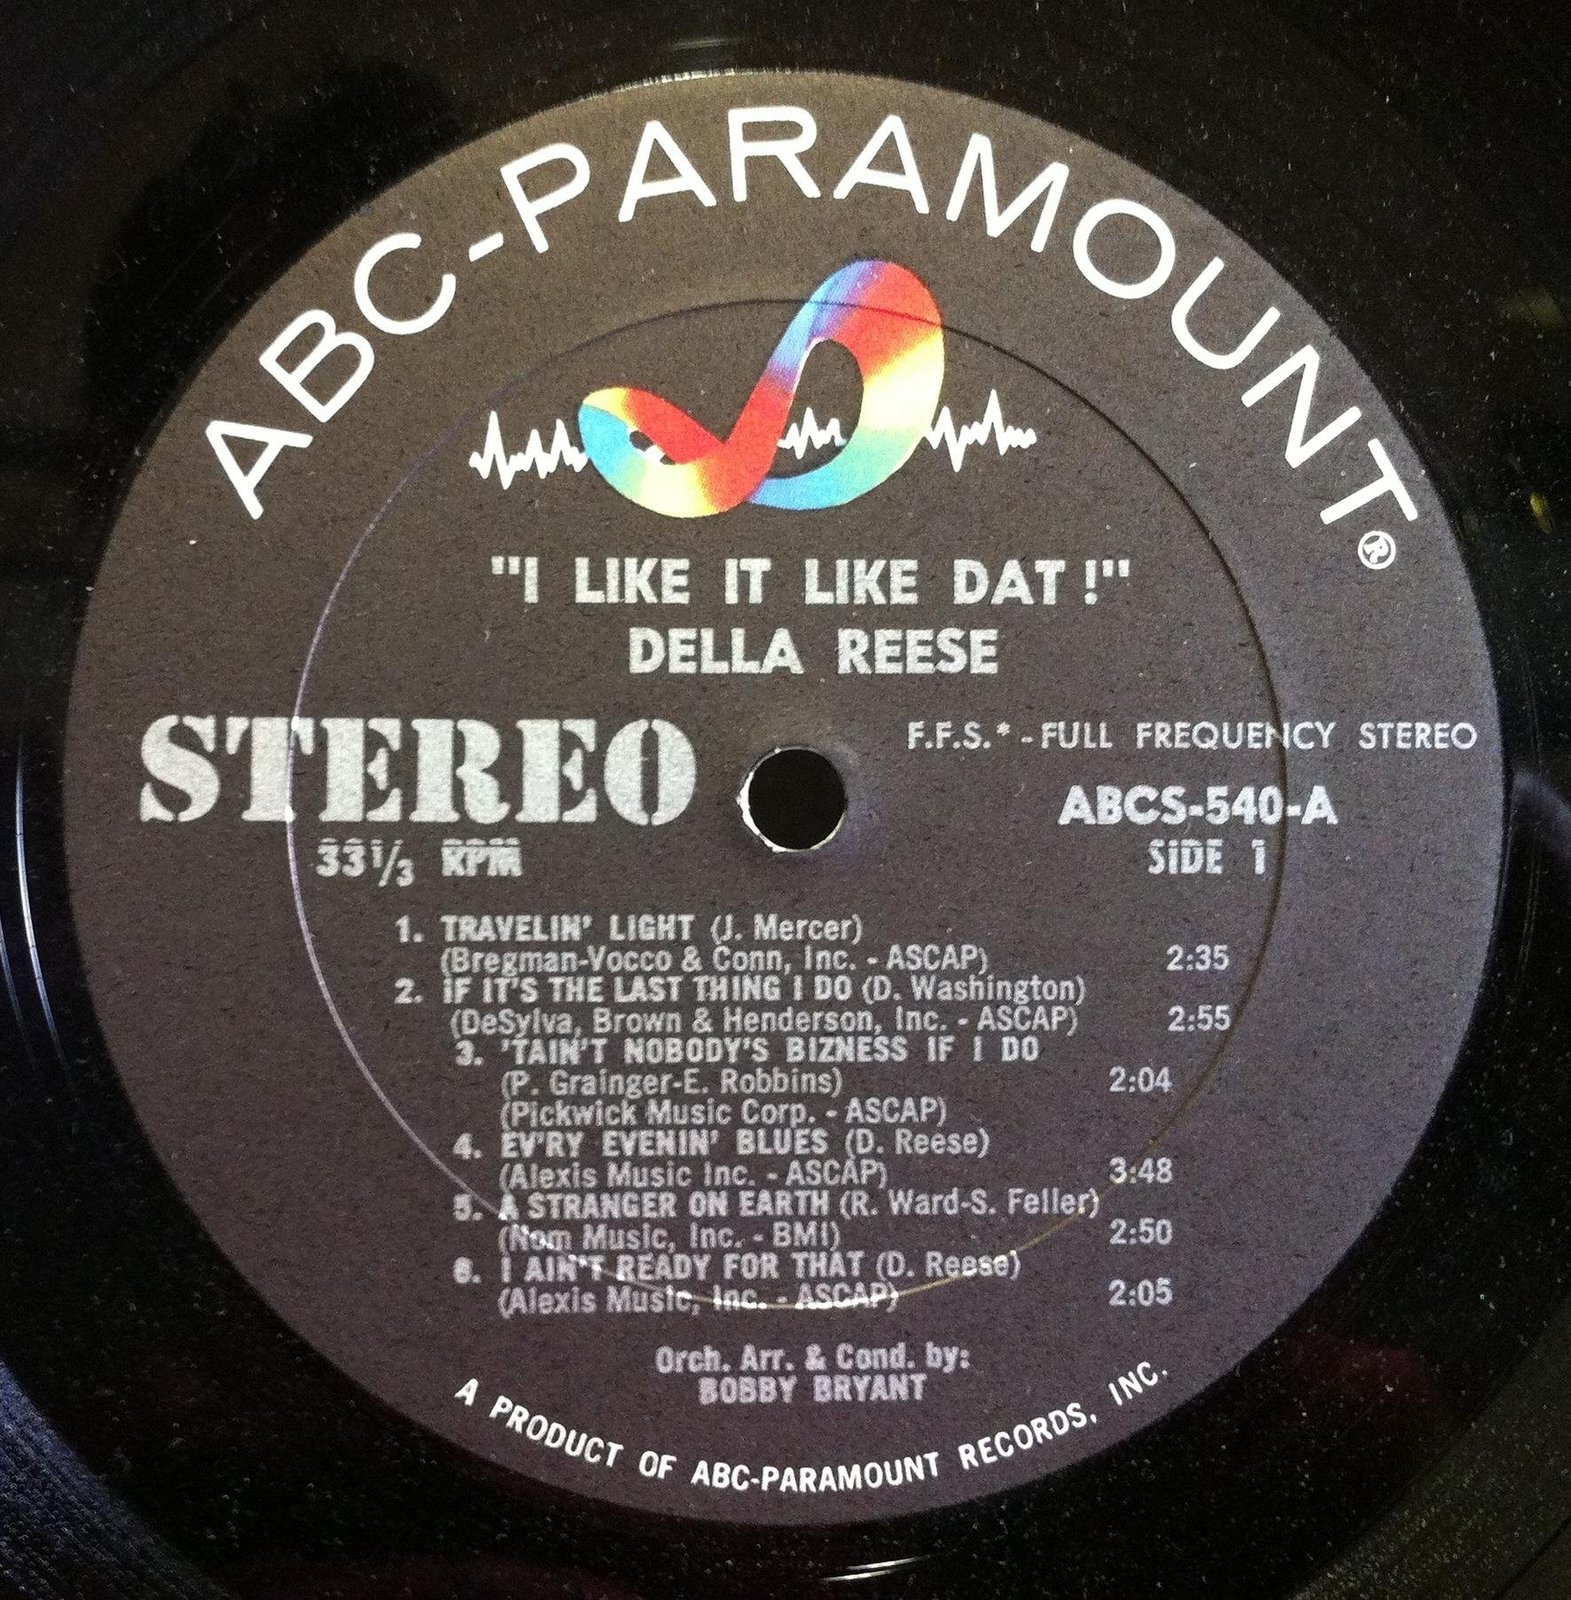 ABC-PARAMOUNT®
"I LIKE IT LIKE DAT!"
DELLA REESE
STEREO
33⅓ RPM
F.F.S.* - FULL FREQUENCY STEREO
ABCS-540-A
SIDE 1
1. TRAVELIN' LIGHT (J. Mercer)
(Bregman-Vocco & Conn, Inc. - ASCAP) 2:35
2. IF IT'S THE LAST THING I DO (D. Washington)
(DeSylva, Brown & Henderson, Inc. - ASCAP) 2:55
3. 'TAIN'T NOBODY'S BIZNESS IF I DO
(P. Grainger-E. Robbins) 2:04
(Pickwick Music Corp. - ASCAP)
4. EV'RY EVENIN' BLUES (D. Reese)
(Alexis Music Inc. - ASCAP) 3:48
5. A STRANGER ON EARTH (R. Ward-S. Feller)
(Nom Music, Inc. - BMI) 2:50
6. I AIN'T READY FOR THAT (D. Reese)
(Alexis Music, Inc. - ASCAP) 2:05
Orch. Arr. & Cond. by:
BOBBY BRYANT
A PRODUCT OF ABC-PARAMOUNT RECORDS, INC.